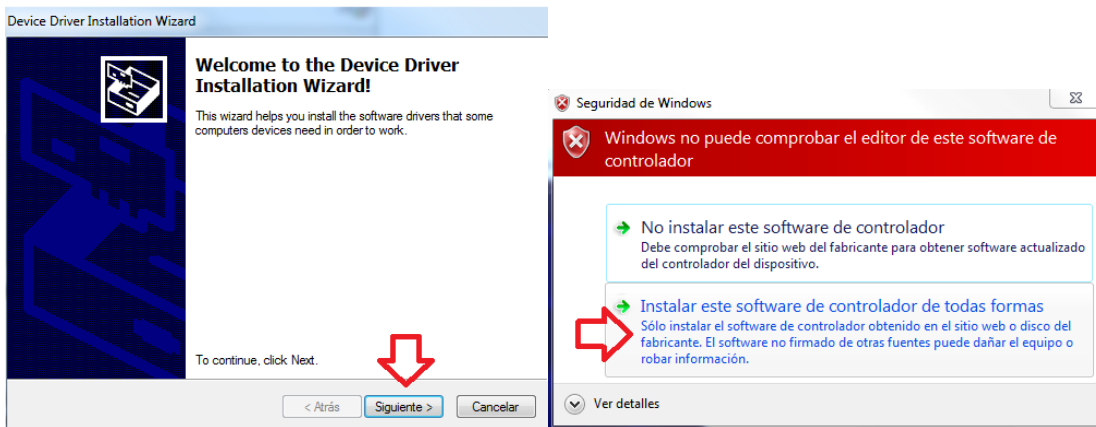 Device Driver Installation Wizard
Welcome to the Device Driver
Installation Wizard!
This wizard helps you install the software drivers that some
computers devices need in order to work.
To continue, click Next.
< Atrás
Siguiente >
Cancelar
Seguridad de Windows
Windows no puede comprobar el editor de este software de
controlador
No instalar este software de controlador
Debe comprobar el sitio web del fabricante para obtener software actualizado
del controlador del dispositivo.
Instalar este software de controlador de todas formas
Sólo instalar el software de controlador obtenido en el sitio web o disco del
fabricante. El software no firmado de otras fuentes puede dañar el equipo o
robar información.
Ver detalles